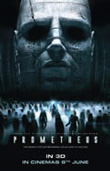 PROMETHEUS
IN 3D
IN CINEMAS 8TH JUNE